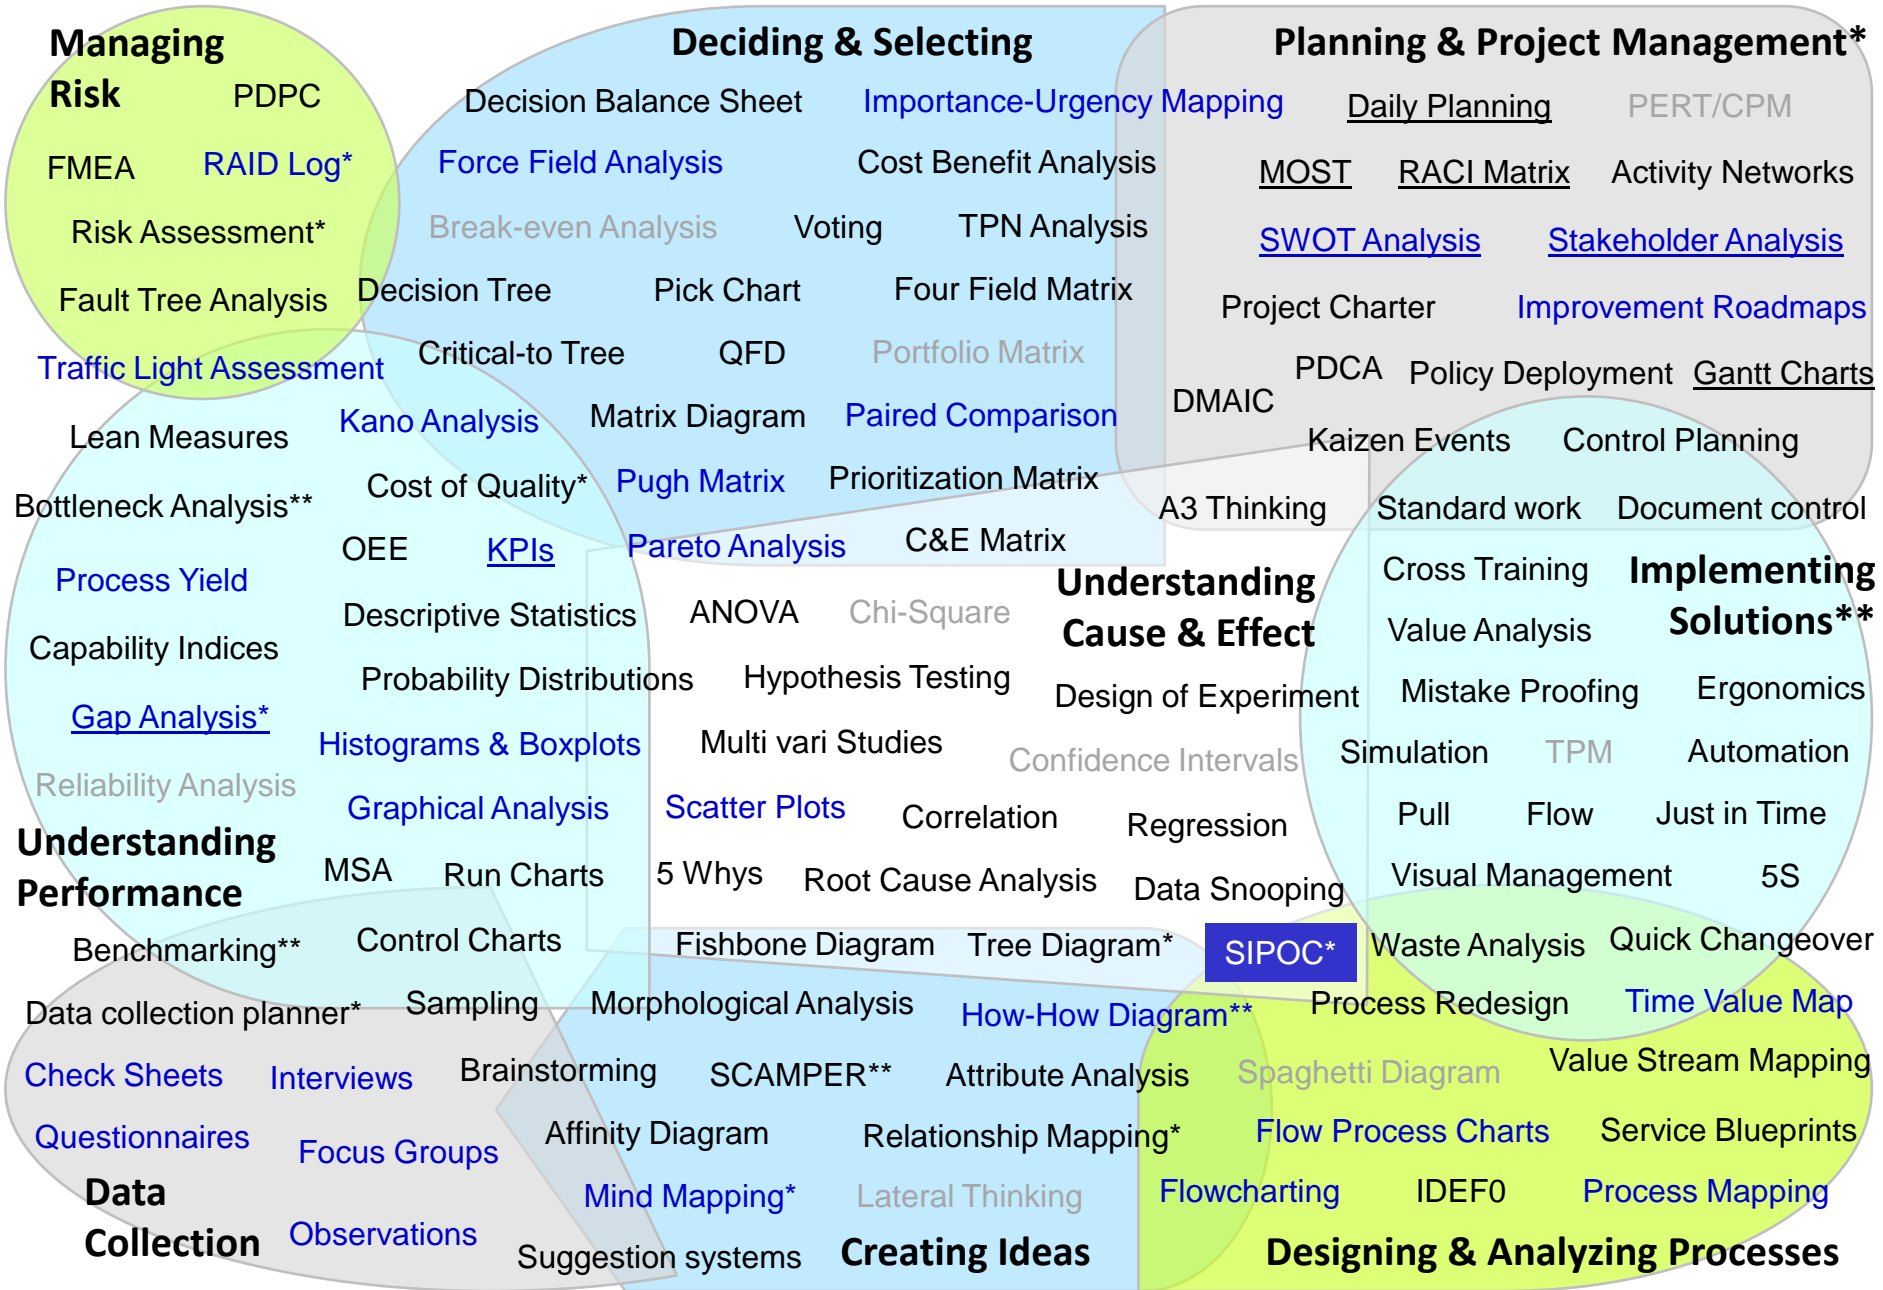 Managing
Risk
PDPC
FMEA
RAID Log*
Risk Assessment*
Fault Tree Analysis
Traffic Light Assessment
Deciding & Selecting
Decision Balance Sheet
Importance-Urgency Mapping
Force Field Analysis
Cost Benefit Analysis
Break-even Analysis
Voting
TPN Analysis
Decision Tree
Pick Chart
Four Field Matrix
Critical-to Tree
QFD
Portfolio Matrix
Kano Analysis
Matrix Diagram
Paired Comparison
Cost of Quality*
Pugh Matrix
Prioritization Matrix
Pareto Analysis
C&E Matrix
Planning & Project Management*
Daily Planning
PERT/CPM
MOST
RACI Matrix
Activity Networks
SWOT Analysis
Stakeholder Analysis
Project Charter
Improvement Roadmaps
PDCA
Policy Deployment
Gantt Charts
DMAIC
Kaizen Events
Control Planning
A3 Thinking
Standard work
Document control
Lean Measures
Bottleneck Analysis**
OEE
KPIs
Process Yield
Descriptive Statistics
Capability Indices
Probability Distributions
Gap Analysis*
Histograms & Boxplots
Reliability Analysis
Graphical Analysis
Understanding
Performance
MSA
Run Charts
Benchmarking**
Control Charts
Understanding
Cause & Effect
ANOVA
Chi-Square
Hypothesis Testing
Design of Experiment
Multi vari Studies
Confidence Intervals
Scatter Plots
Correlation
Regression
5 Whys
Root Cause Analysis
Data Snooping
Fishbone Diagram
Tree Diagram*
SIPOC*
Cross Training
Implementing
Solutions**
Value Analysis
Mistake Proofing
Ergonomics
Simulation
TPM
Automation
Pull
Flow
Just in Time
Visual Management
5S
Waste Analysis
Quick Changeover
Data collection planner*
Sampling
Check Sheets
Interviews
Questionnaires
Focus Groups
Data
Collection
Observations
Morphological Analysis
How-How Diagram**
Brainstorming
SCAMPER**
Attribute Analysis
Affinity Diagram
Relationship Mapping*
Mind Mapping*
Lateral Thinking
Suggestion systems
Creating Ideas
Process Redesign
Time Value Map
Spaghetti Diagram
Value Stream Mapping
Flow Process Charts
Service Blueprints
Flowcharting
IDEF0
Process Mapping
Designing & Analyzing Processes